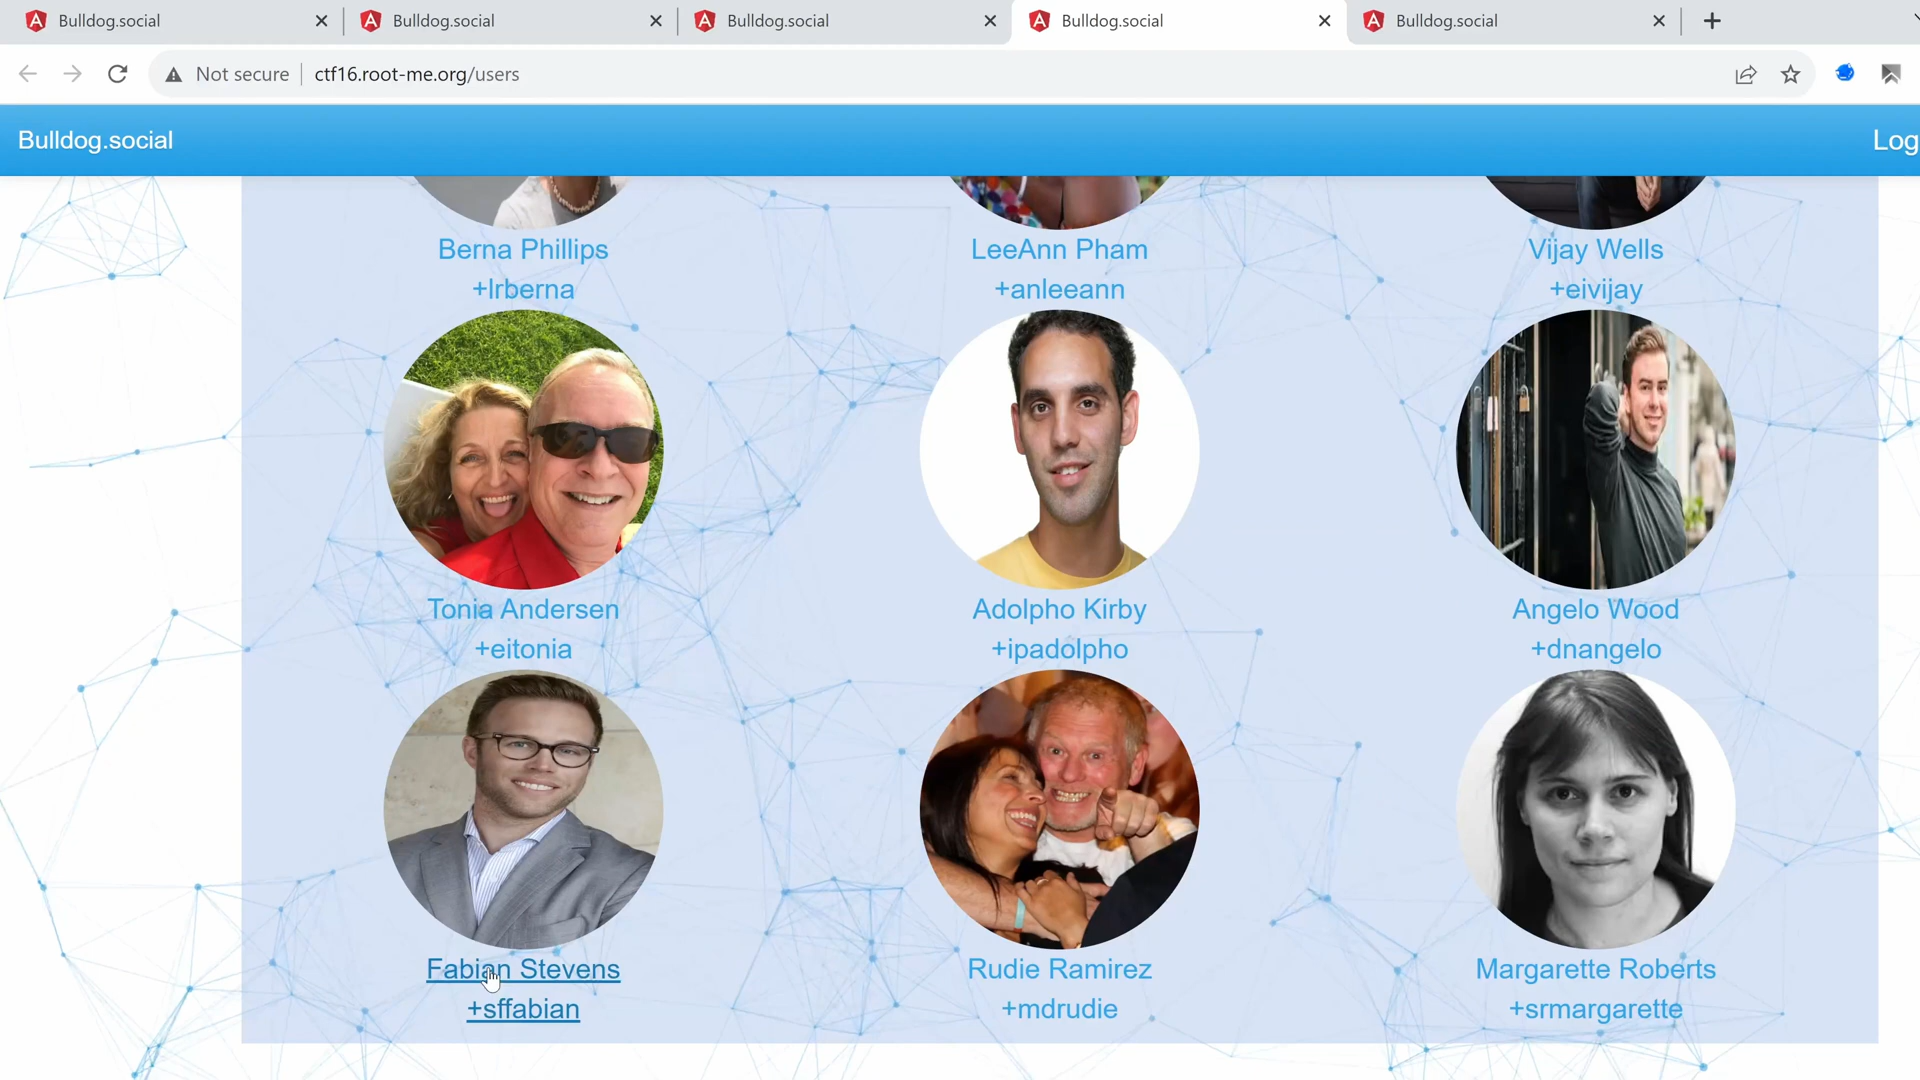 Bulldog.social
Bulldog.social
Bulldog.social
Bulldog.social
Bulldog.social
Not secure
ctf16.root-me.org/users
Bulldog.social
Log
Berna Phillips
+lrberna
LeeAnn Pham
+anleeann
Vijay Wells
+eivijay
Tonia Andersen
+eitonia
Adolpho Kirby
+ipadolpho
Angelo Wood
+dnangelo
Fabian Stevens
+sffabian
Rudie Ramirez
+mdrudie
Margarette Roberts
+srmargarette